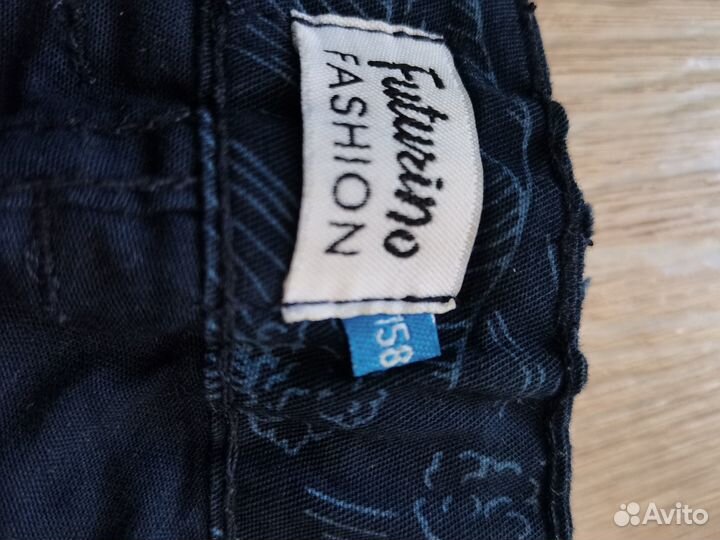 Futurino
FASHION
158
Avito